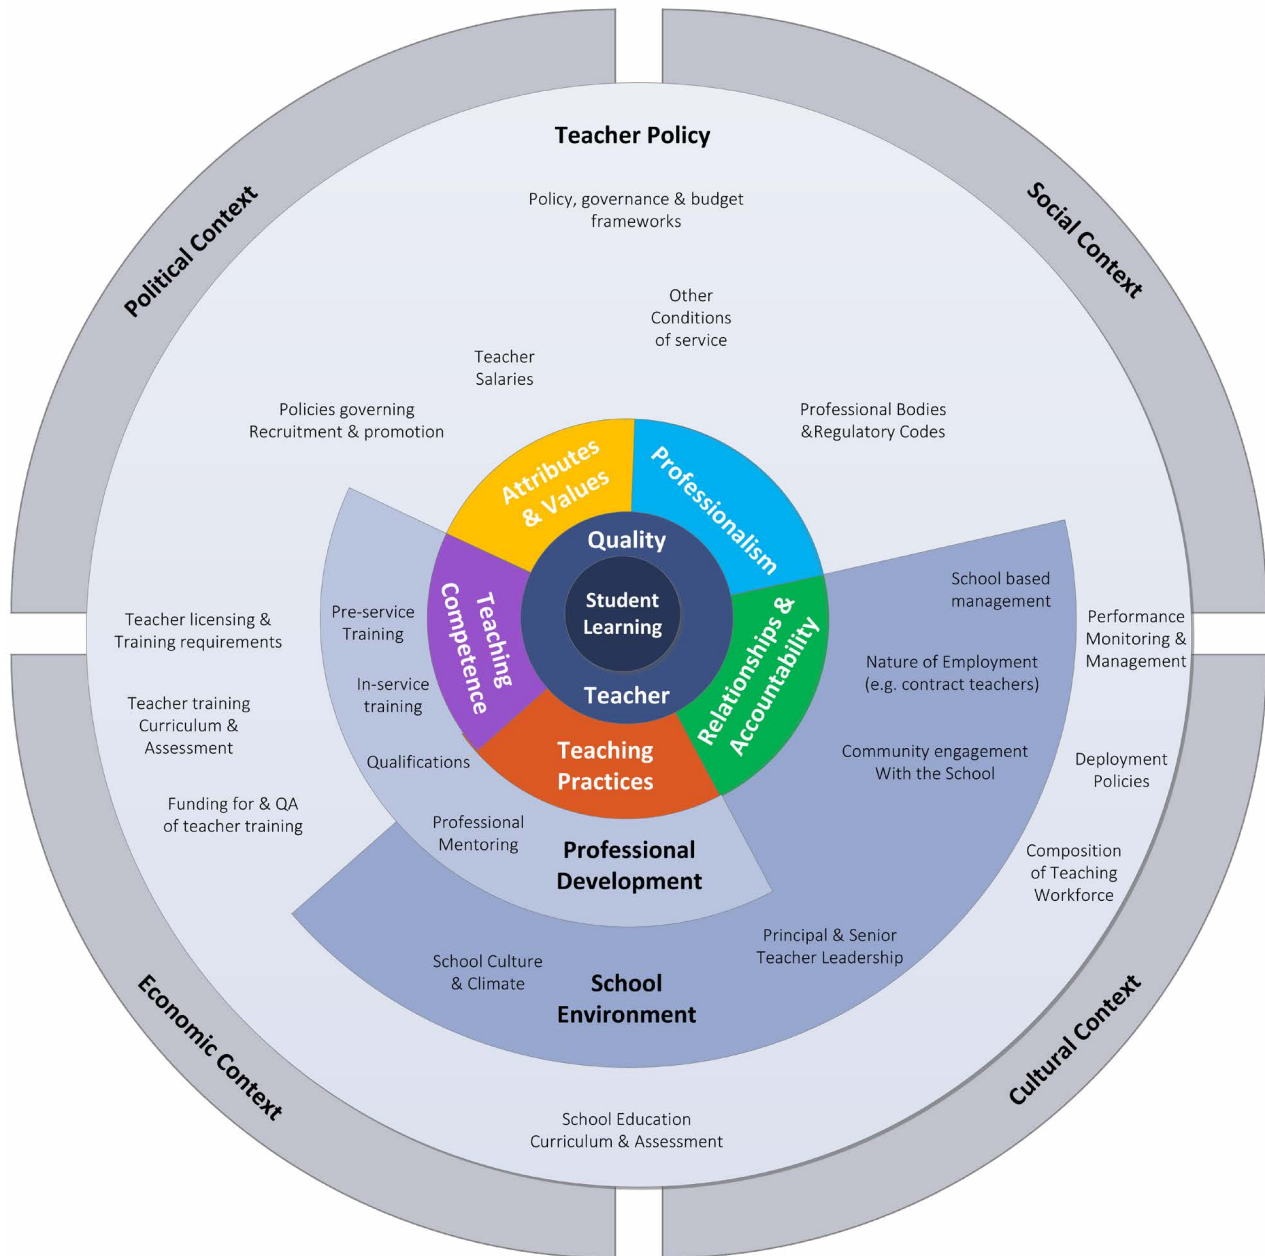 Teacher Policy
Policy, governance & budget
frameworks
Political Context
Social Context
Other
Conditions
of service
Teacher
Salaries
Policies governing
Recruitment & promotion
Professional Bodies
&Regulatory Codes
Attributes
& Values
Professionalism
Quality
Teacher
Student
Learning
Teaching
Competence
Relationships &
Accountability
Teaching
Practices
Teacher licensing &
Training requirements
Pre-service
Training
School based
management
Performance
Monitoring &
Management
Nature of Employment
(e.g. contract teachers)
In-service
training
Teacher training
Curriculum &
Assessment
Qualifications
Community engagement
With the School
Deployment
Policies
Funding for & QA
of teacher training
Professional
Mentoring
Professional
Development
Composition
of Teaching
Workforce
Principal & Senior
Teacher Leadership
School Culture
& Climate
School
Environment
Economic Context
Cultural Context
School Education
Curriculum & Assessment